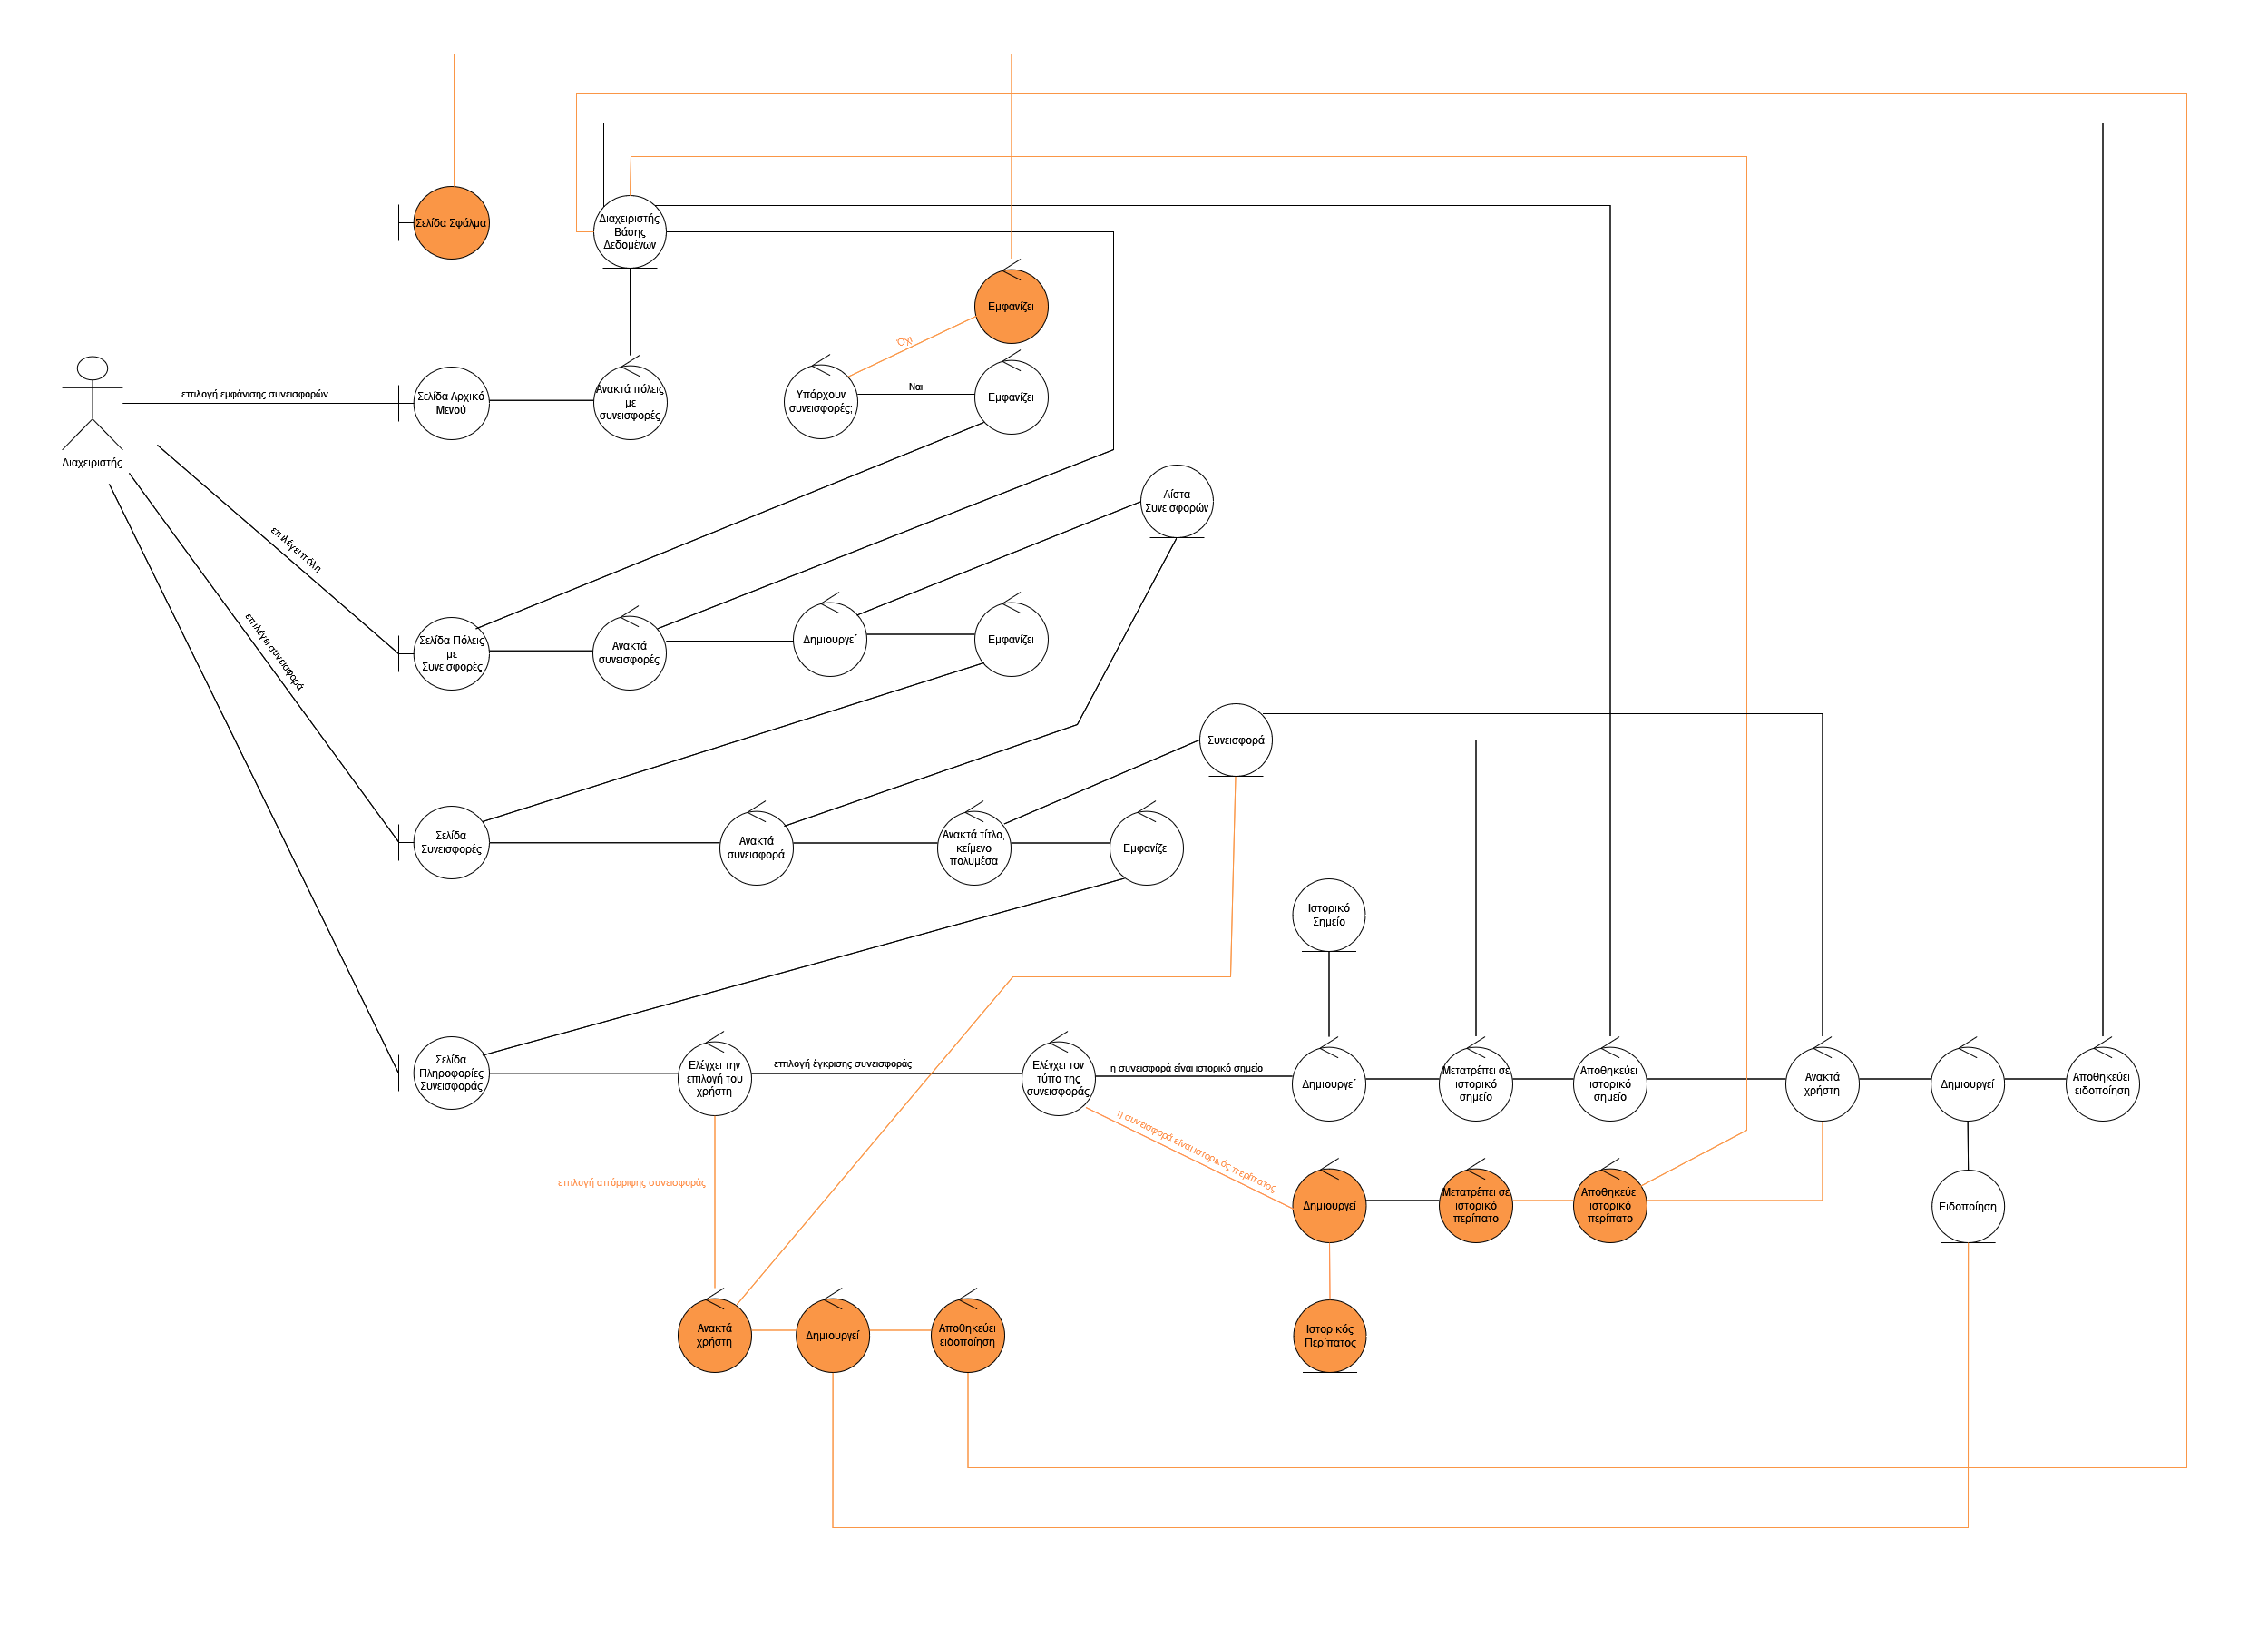 Σελίδα Σφάλμα
Διαχειριστής
Βάσης
Δεδομένων
Εμφανίζει
Όχι
επιλογή εμφάνισης συνεισφορών
Σελίδα Αρχικό
Μενού
Ανακτά πόλεις
με
συνεισφορές
Υπάρχουν
συνεισφορές;
Ναι
Εμφανίζει
Διαχειριστής
Λίστα
Συνεισφορών
επιλέγει πόλη
επιλέγει συνεισφορά
Σελίδα Πόλεις
με
Συνεισφορές
Ανακτά
συνεισφορές
Δημιουργεί
Εμφανίζει
Συνεισφορά
Σελίδα
Συνεισφορές
Ανακτά
συνεισφορά
Ανακτά τίτλο,
κείμενο
πολυμέσα
Εμφανίζει
Ιστορικό
Σημείο
Σελίδα
Πληροφορίες
Συνεισφοράς
Ελέγχει την
επιλογή του
χρήστη
επιλογή έγκρισης συνεισφοράς
Ελέγχει τον
τύπο της
συνεισφοράς
η συνεισφορά είναι ιστορικό σημείο
Δημιουργεί
Μετατρέπει σε
ιστορικό
σημείο
Αποθηκεύει
ιστορικό
σημείο
Ανακτά
χρήστη
Δημιουργεί
Αποθηκεύει
ειδοποίηση
η συνεισφορά είναι ιστορικός περίπατος
επιλογή απόρριψης συνεισφοράς
Δημιουργεί
Μετατρέπει σε
ιστορικό
περίπατο
Αποθηκεύει
ιστορικό
περίπατο
Ειδοποίηση
Ανακτά
χρήστη
Δημιουργεί
Αποθηκεύει
ειδοποίηση
Ιστορικός
Περίπατος